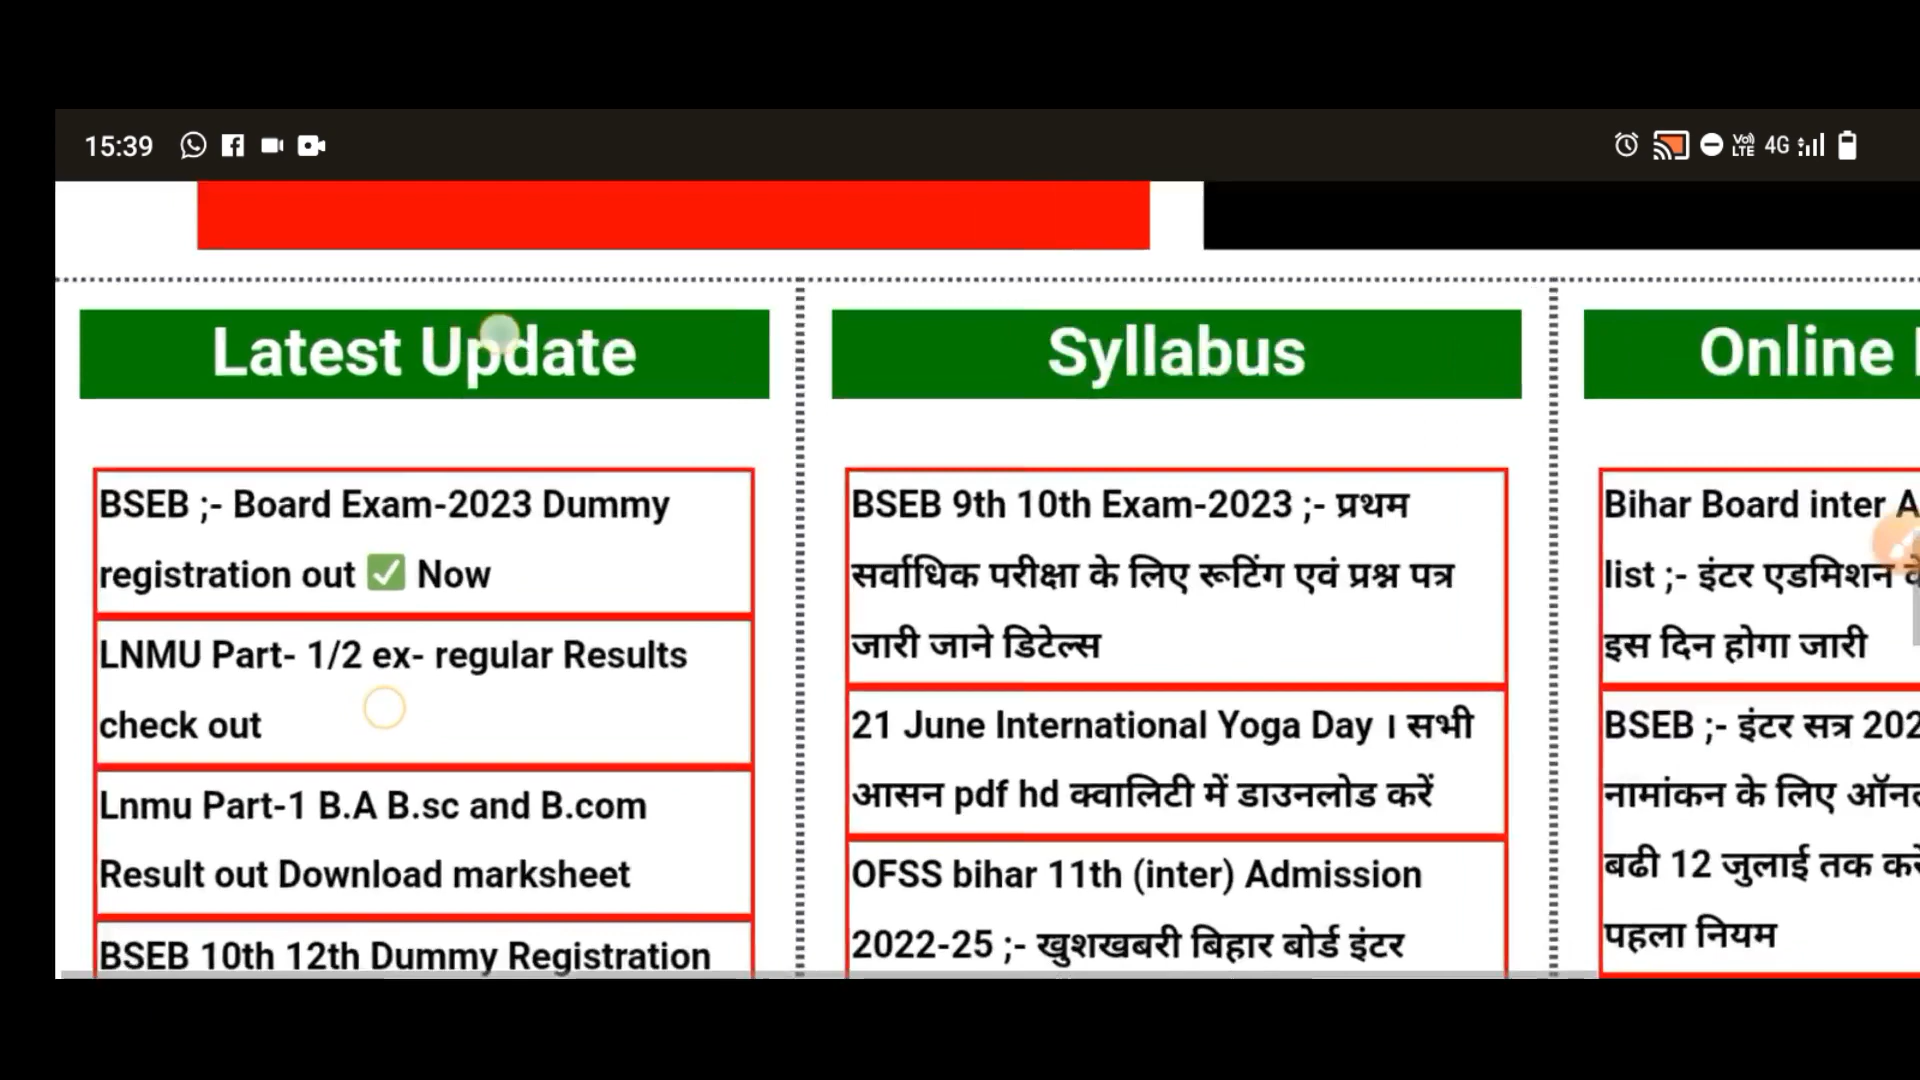 15:39
Vo) LTE 4G
Latest Update
BSEB ;- Board Exam-2023 Dummy
registration out ✅ Now
LNMU Part- 1/2 ex- regular Results
check out
Lnmu Part-1 B.A B.sc and B.com
Result out Download marksheet
BSEB 10th 12th Dummy Registration
Syllabus
BSEB 9th 10th Exam-2023 ;- प्रथम
सर्वाधिक परीक्षा के लिए रूटिंग एवं प्रश्न पत्र
जारी जाने डिटेल्स
21 June International Yoga Day । सभी
आसन pdf hd क्वालिटी में डाउनलोड करें
OFSS bihar 11th (inter) Admission
2022-25 ;- खुशखबरी बिहार बोर्ड इंटर
Online
Bihar Board inter A
list ;- इंटर एडमिशन के
इस दिन होगा जारी
BSEB ;- इंटर सत्र 202
नामांकन के लिए
बढी 12 जुलाई तक करे
पहला नियम